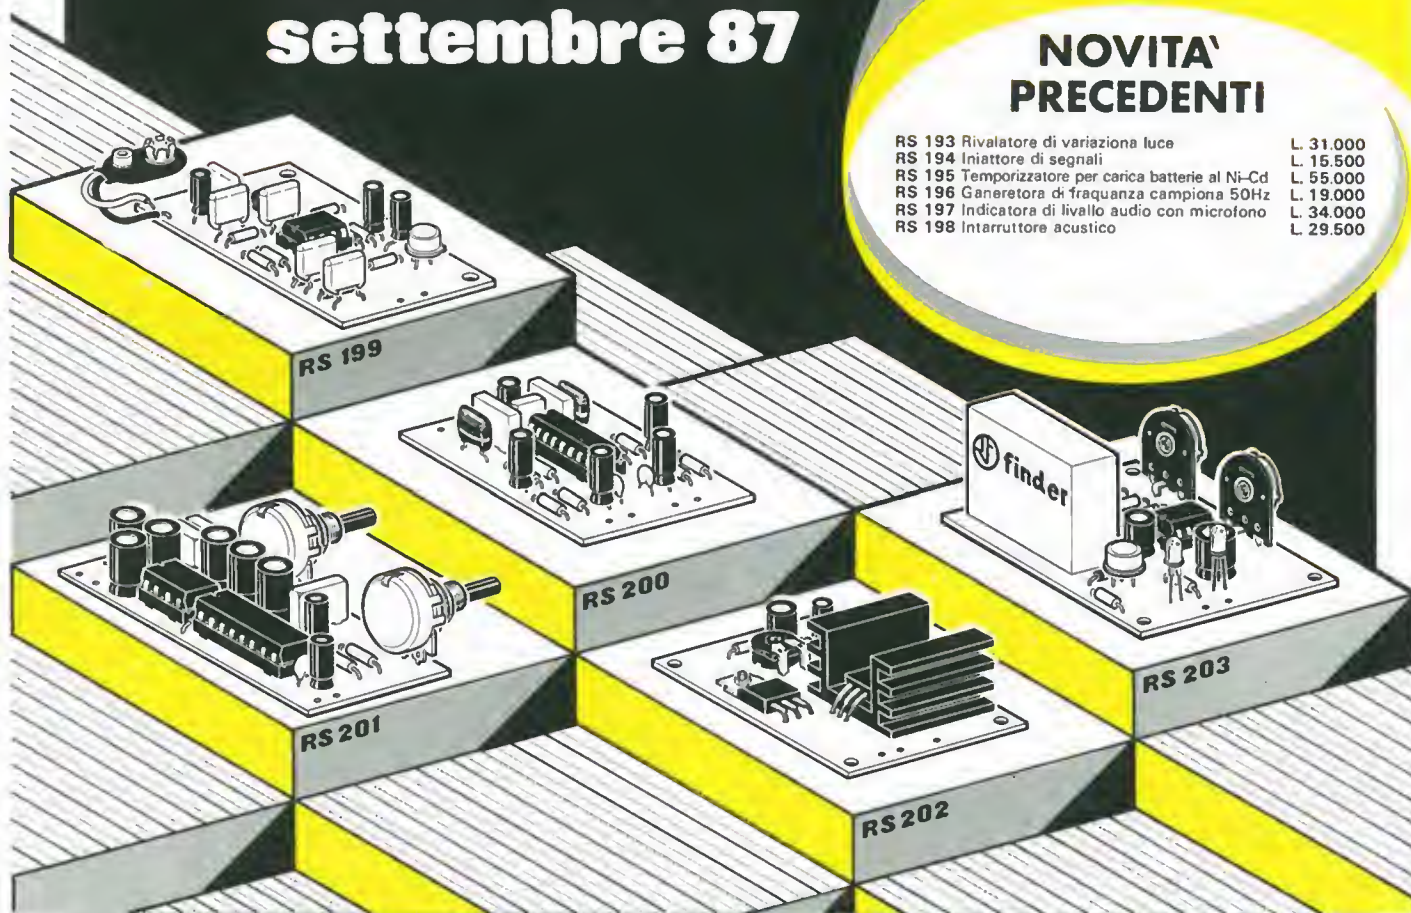 settembre 87
NOVITA'
PRECEDENTI
RS 193 Rivalatore di variaziona luce L. 31.000
RS 194 Iniattore di segnali L. 15.500
RS 195 Temporizzatore per carica batterie al Ni-Cd L. 55.000
RS 196 Ganeretora di fraquanza campiona 50Hz L. 19.000
RS 197 Indicatora di livallo audio con microfono L. 34.000
RS 198 Intarruttore acustico L. 29.500
RS 199
finder
RS 200
RS 203
RS 201
RS 202